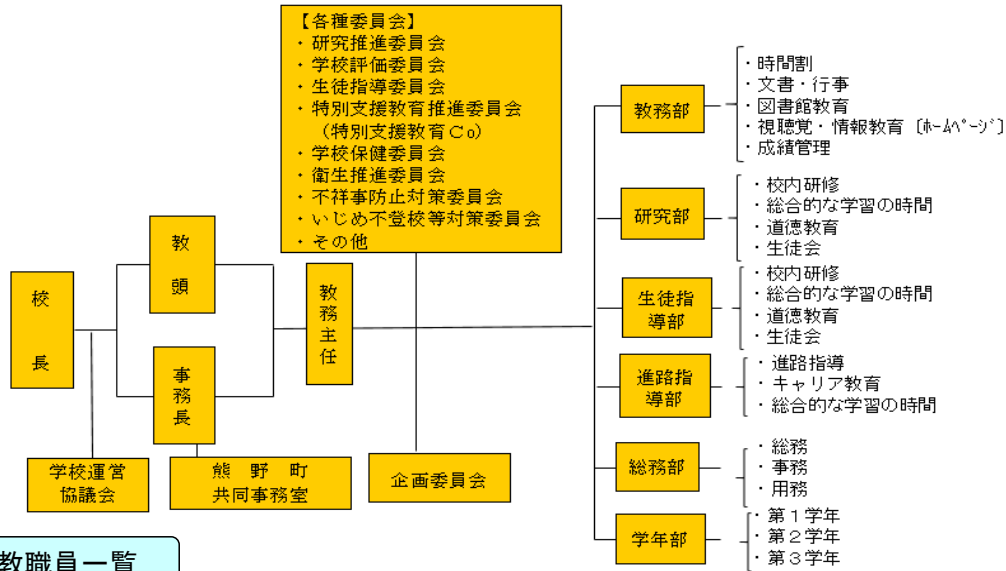 【各種委員会】
・研究推進委員会
・学校評価委員会
・生徒指導委員会
・特別支援教育推進委員会
（特別支援教育Ｃｏ）
・学校保健委員会
・衛生推進委員会
・不祥事防止対策委員会
・いじめ不登校等対策委員会
・その他
校長
教頭
事務長
教務主任
学校運営
協議会
熊野町
共同事務室
企画委員会
教務部
・時間割
・文書・行事
・図書館教育
・視聴覚・情報教育〔ﾎｰﾑﾍﾟｰｼﾞ〕
・成績管理
研究部
・校内研修
・総合的な学習の時間
・道徳教育
・生徒会
生徒指
導部
・校内研修
・総合的な学習の時間
・道徳教育
・生徒会
進路指
導部
・進路指導
・キャリア教育
・総合的な学習の時間
総務部
・総務
・事務
・用務
学年部
・第１学年
・第２学年
・第３学年
教職員一覧